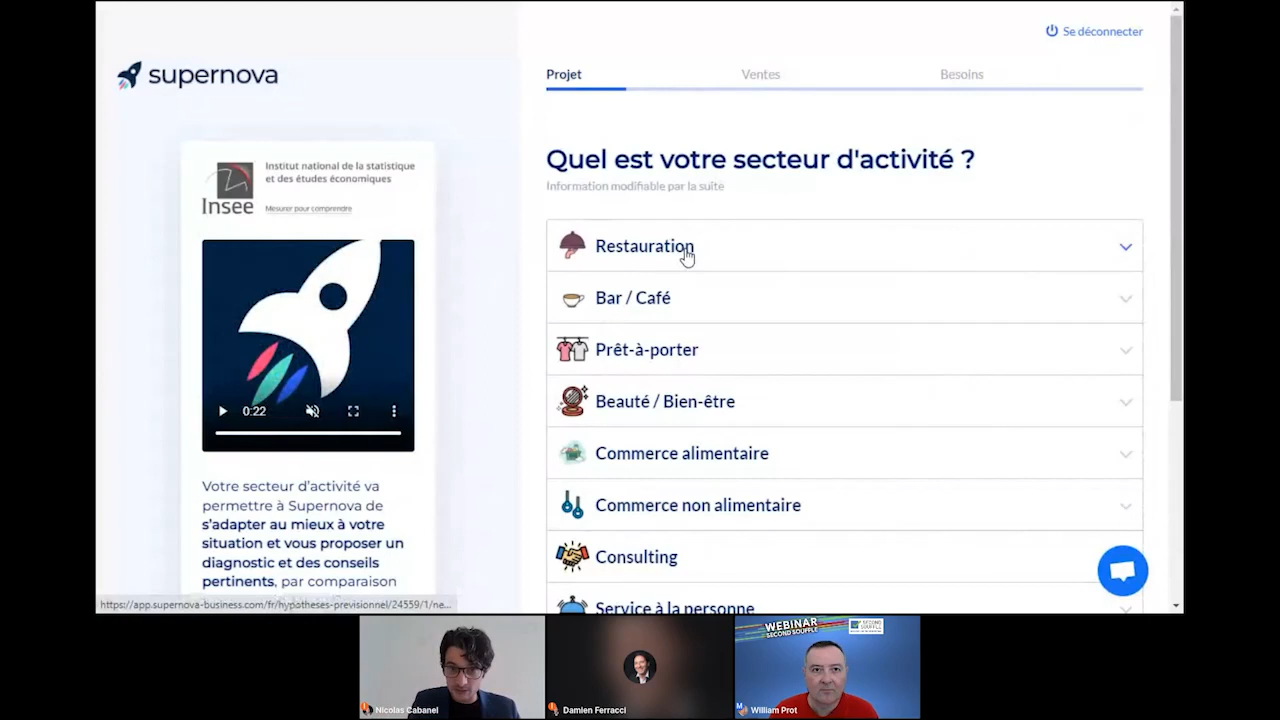 Se déconnecter
supernova
Projet
Ventes
Besoins
Quel est votre secteur d'activité ?
Information modifiable par la suite
Institut national de la statistique
et des études économiques
Insee
Mesurer pour comprendre
0:22
Votre secteur d'activité va
permettre à Supernova de
s'adapter au mieux à votre
situation et vous proposer un
diagnostic et des conseils
pertinents, par comparaison
Restauration
Bar / Café
Prêt-à-porter
Beauté / Bien-être
Commerce alimentaire
Commerce non alimentaire
Consulting
Service à la personne
https://app.supernova-business.com/fr/hypotheses-previsionnel/24559/1/ne...
WEBINAR
SECOND SOUFFLE
SECOND
SOUFFLE
Nicolas Cabanel
Damien Ferracci
William Prot